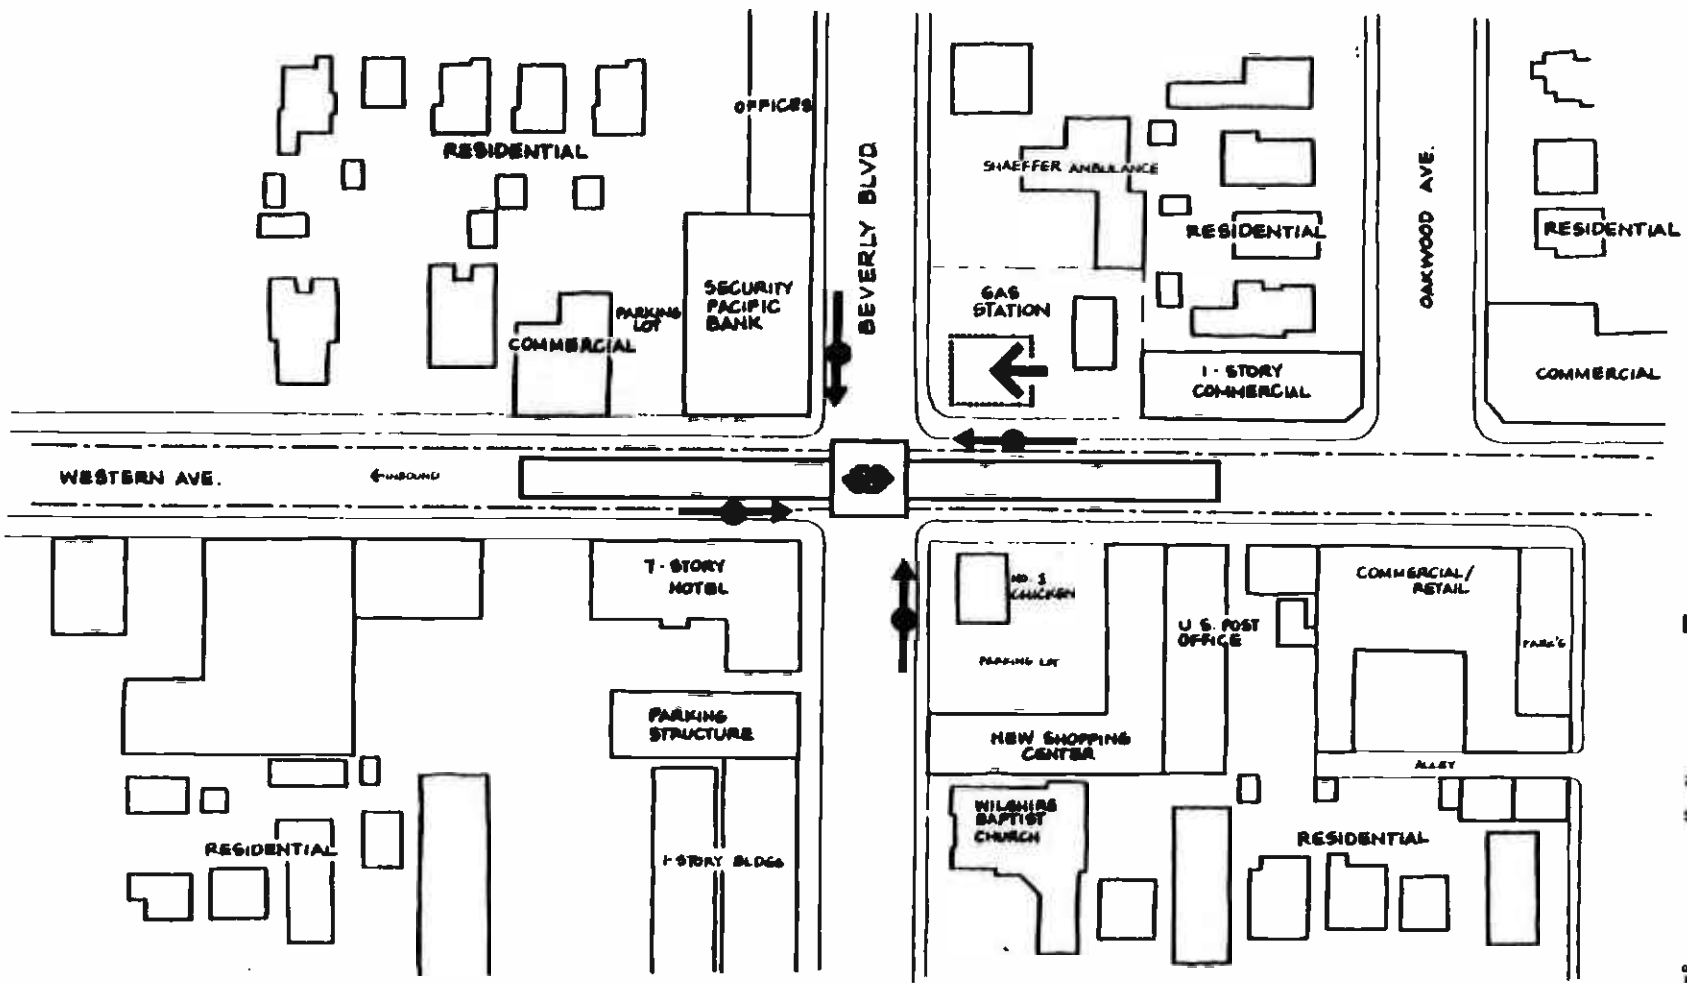 OFFICES
RESIDENTIAL
BEVERLY BLVD
SHAEFFER AMBULANCE
OAKWOOD AVE.
RESIDENTIAL
RESIDENTIAL
SECURITY
PACIFIC
BANK
PARKING
LOT
COMMERCIAL
GAS
STATION
1-STORY
COMMERCIAL
COMMERCIAL
WESTERN AVE.
←INBOUND
7-STORY
HOTEL
NO. 1
CHICKEN
PARKING LOT
U.S. POST
OFFICE
COMMERCIAL/
RETAIL
PARK'G
PARKING
STRUCTURE
NEW SHOPPING
CENTER
ALLEY
WILSHIRE
BAPTIST
CHURCH
RESIDENTIAL
1-STORY BLDGS
RESIDENTIAL